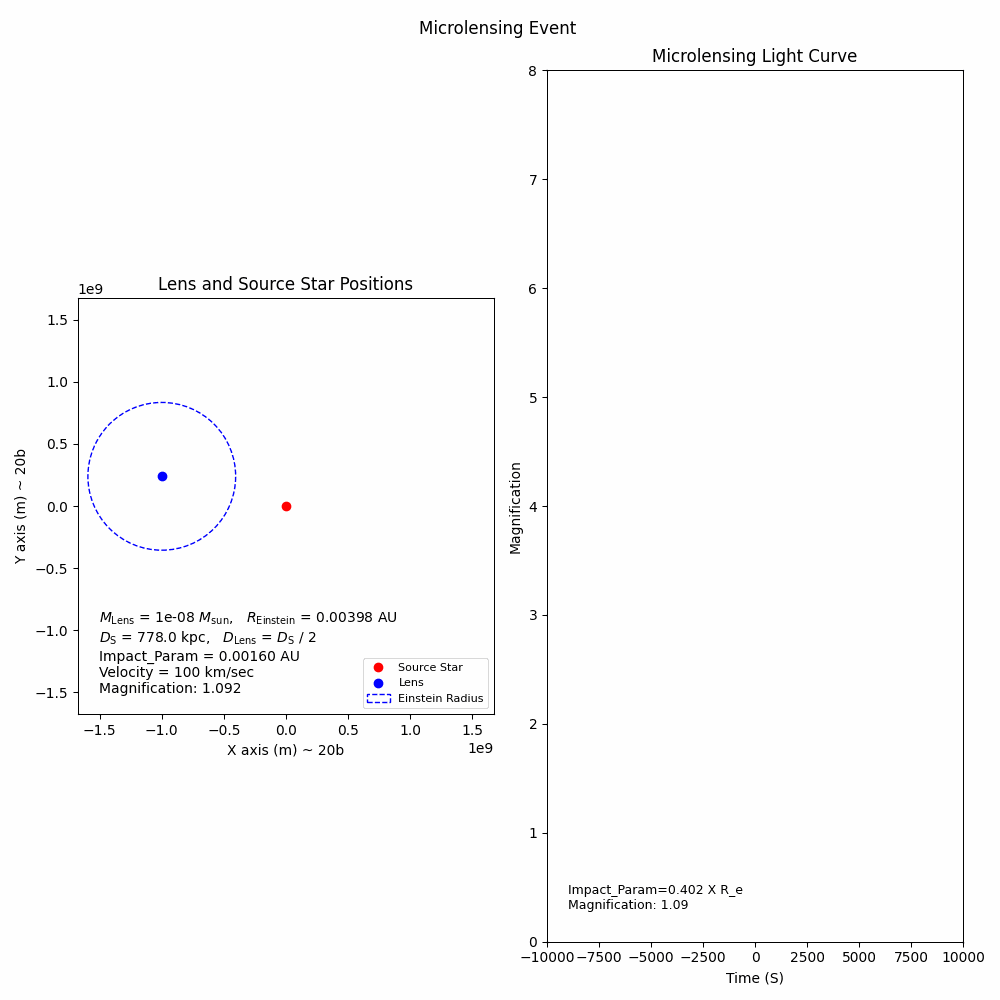 Microlensing Event
Lens and Source Star Positions
1e9
1.5
1.0
0.5
0.0
−0.5
−1.0
−1.5
Y axis (m) ~ 20b
M_Lens = 1e-08 M_sun,   R_Einstein = 0.00398 AU
D_S = 778.0 kpc,   D_Lens = D_S / 2
Impact_Param = 0.00160 AU
Velocity = 100 km/sec
Magnification: 1.092
Source Star
Lens
Einstein Radius
−1.5 −1.0 −0.5 0.0 0.5 1.0 1.5
1e9
X axis (m) ~ 20b
Microlensing Light Curve
8
7
6
5
4
3
2
1
0
Magnification
Impact_Param=0.402 X R_e
Magnification: 1.09
−10000 −7500 −5000 −2500 0 2500 5000 7500 10000
Time (S)